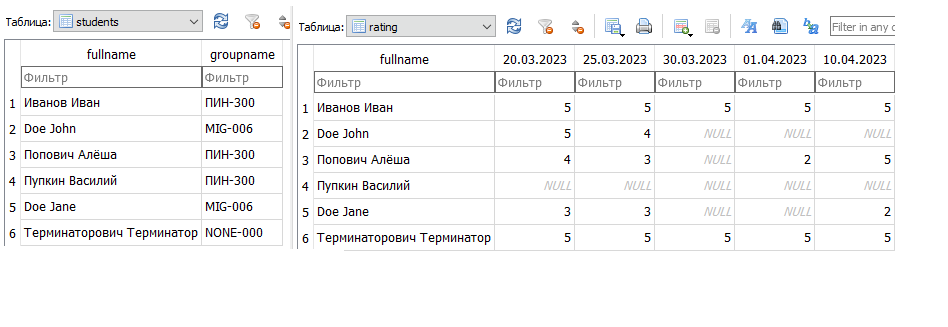 Таблица: students
fullname groupname
Фильтр Фильтр
1 Иванов Иван ПИН-300
2 Doe John MIG-006
3 Попович Алёша ПИН-300
4 Пупкин Василий ПИН-300
5 Doe Jane MIG-006
6 Терминаторович Терминатор NONE-000
Таблица: rating Filter in any c
fullname 20.03.2023 25.03.2023 30.03.2023 01.04.2023 10.04.2023
Фильтр Фильтр Фильтр Фильтр Фильтр Фильтр
1 Иванов Иван 5 5 5 5 5
2 Doe John 5 4 NULL NULL NULL
3 Попович Алёша 4 3 NULL 2 5
4 Пупкин Василий NULL NULL NULL NULL NULL
5 Doe Jane 3 3 NULL NULL 2
6 Терминаторович Терминатор 5 5 5 5 5